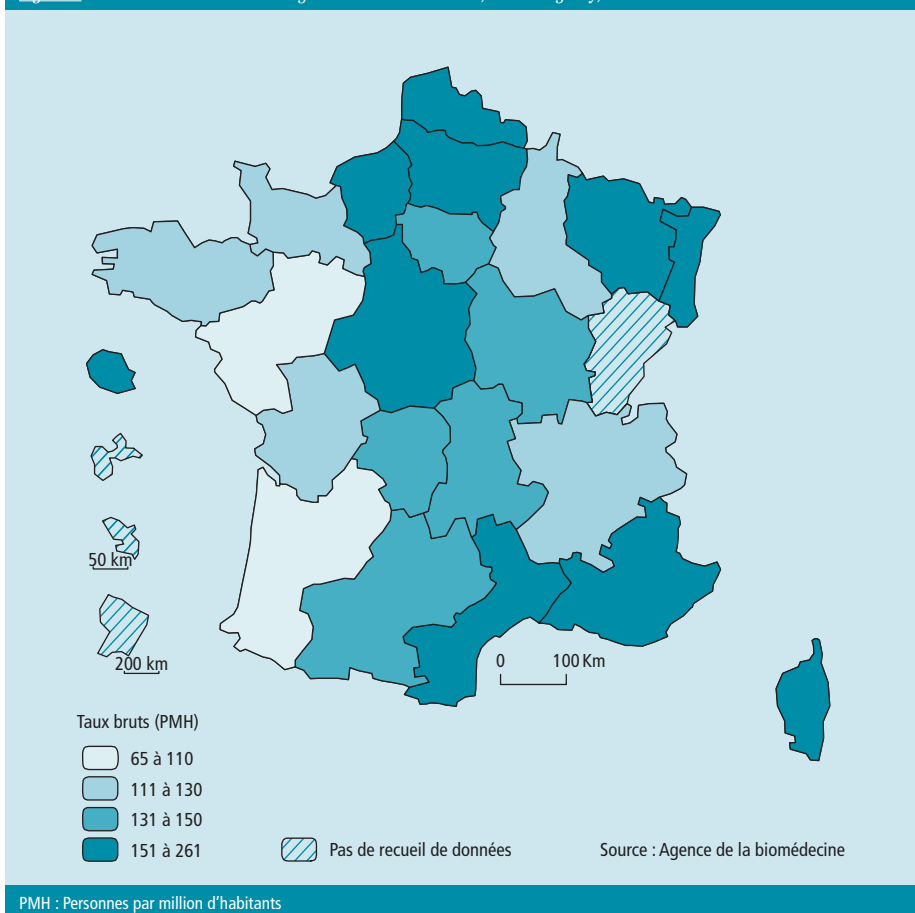 50 km
200 km
0 100 Km
Taux bruts (PMH)
65 à 110
111 à 130
131 à 150
151 à 261
Pas de recueil de données
Source : Agence de la biomédecine
PMH : Personnes par million d'habitants